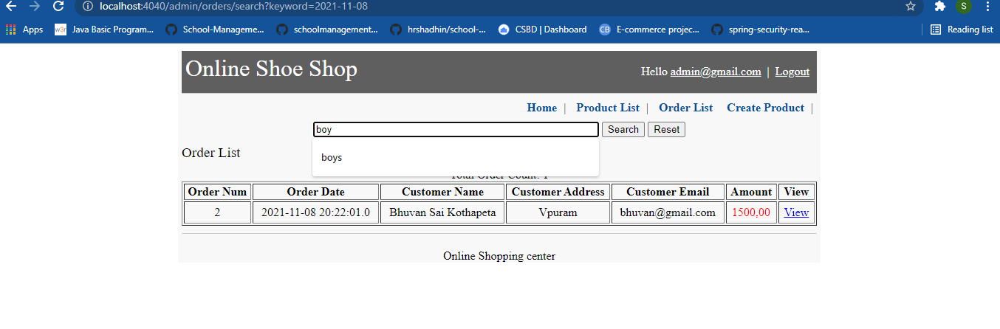 localhost:4040/admin/orders/search?keyword=2021-11-08 S
Apps w3r Java Basic Program... School-Manageme... schoolmanagement... hrshadhin/school-... CSBD | Dashboard CB E-commerce projec... spring-security-rea... Reading list
Online Shoe Shop Hello admin@gmail.com | Logout
Home | Product List | Order List Create Product |
boy Search Reset
boys
Order List
Total Order Count: 1
Order Num Order Date Customer Name Customer Address Customer Email Amount View
2 2021-11-08 20:22:01.0 Bhuvan Sai Kothapeta Vpuram bhuvan@gmail.com 1500,00 View
Online Shopping center